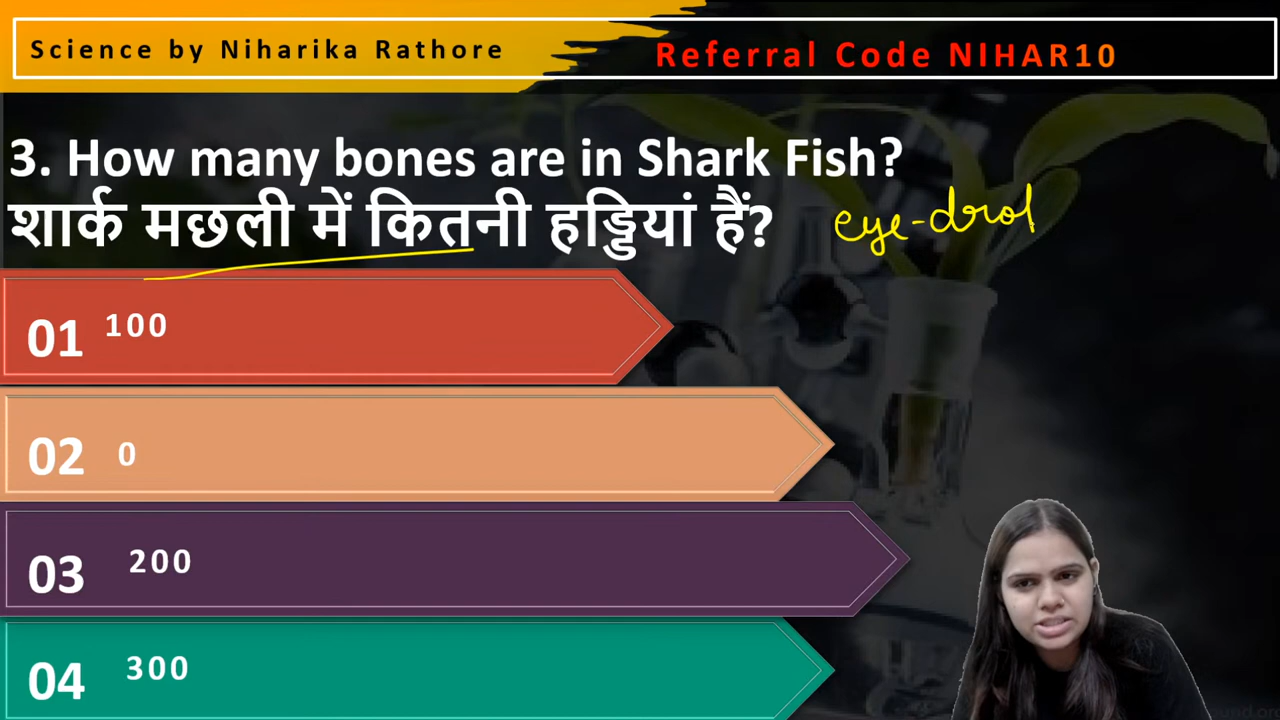 Science by Niharika Rathore
Referral Code NIHAR10
3. How many bones are in Shark Fish?
शार्क मछली में कितनी हड्डियां हैं?
eye-drol
01 100
02 0
03 200
04 300